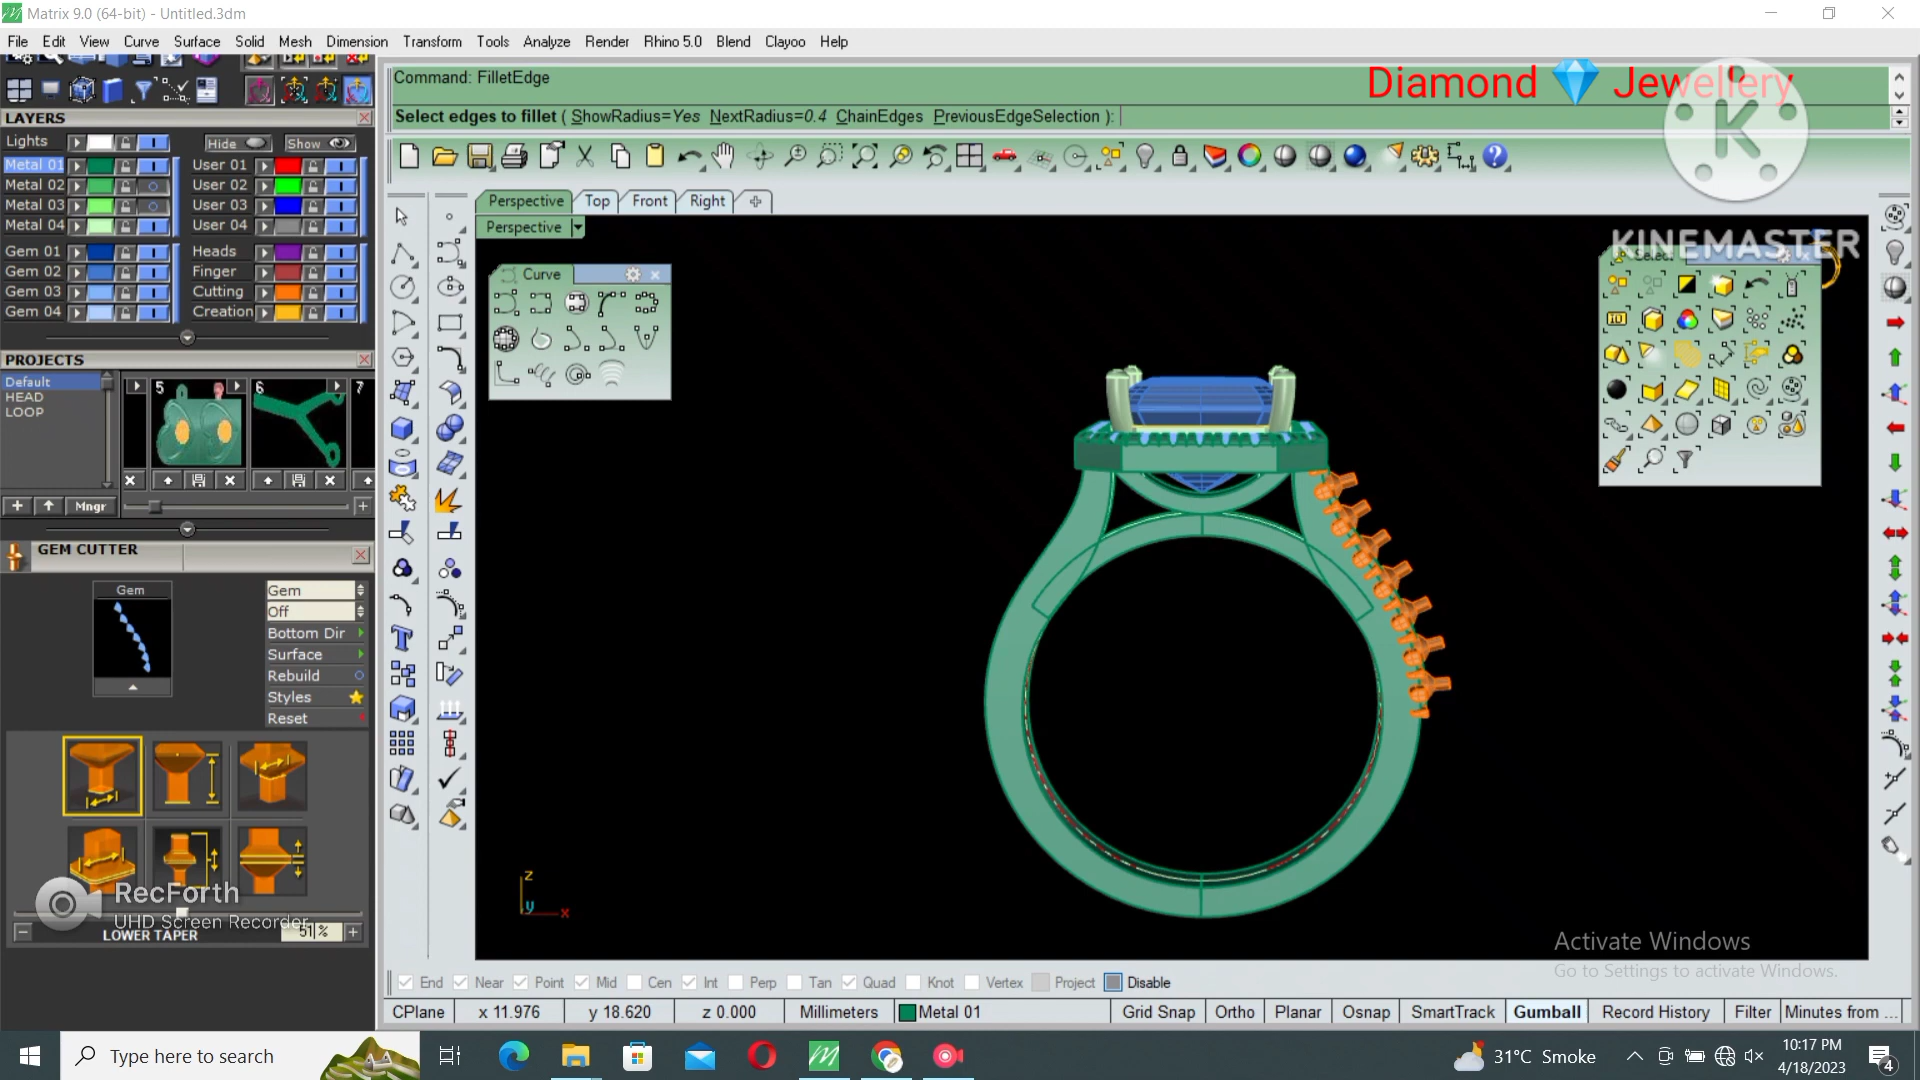 Matrix 9.0 (64-bit) - Untitled.3dm
File Edit View Curve Surface Solid Mesh Dimension Transform Tools Analyze Render Rhino 5.0 Blend Clayoo Help
Command: FilletEdge
Diamond 💎 Jewellery
K
Select edges to fillet ( ShowRadius=Yes NextRadius=0.4 ChainEdges PreviousEdgeSelection ):
LAYERS
Lights Hide Show
Metal 01 User 01
Metal 02 User 02
Metal 03 User 03
Metal 04 User 04
Gem 01 Heads
Gem 02 Finger
Gem 03 Cutting
Gem 04 Creation
PROJECTS
Default
HEAD
LOOP
5 6 7
Mngr
GEM CUTTER
Gem
Gem
Off
Bottom Dir
Surface
Rebuild
Styles
Reset
RecForth
UHD Screen Recorder
LOWER TAPER 51%
Perspective Top Front Right
Perspective
Curve
KINEMASTER
Select
z
y x
Activate Windows
Go to Settings to activate Windows.
End Near Point Mid Cen Int Perp Tan Quad Knot Vertex Project Disable
CPlane x 11.976 y 18.620 z 0.000 Millimeters Metal 01 Grid Snap Ortho Planar Osnap SmartTrack Gumball Record History Filter Minutes from ...
Type here to search
31°C Smoke
10:17 PM
4/18/2023
4